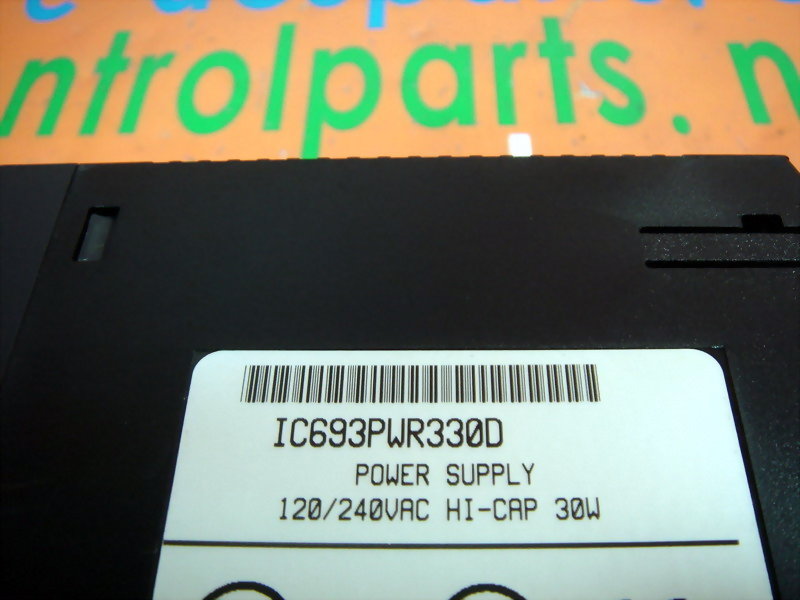 ntrolparts. n
IC693PWR330D
POWER SUPPLY
120/240VAC HI-CAP 30W